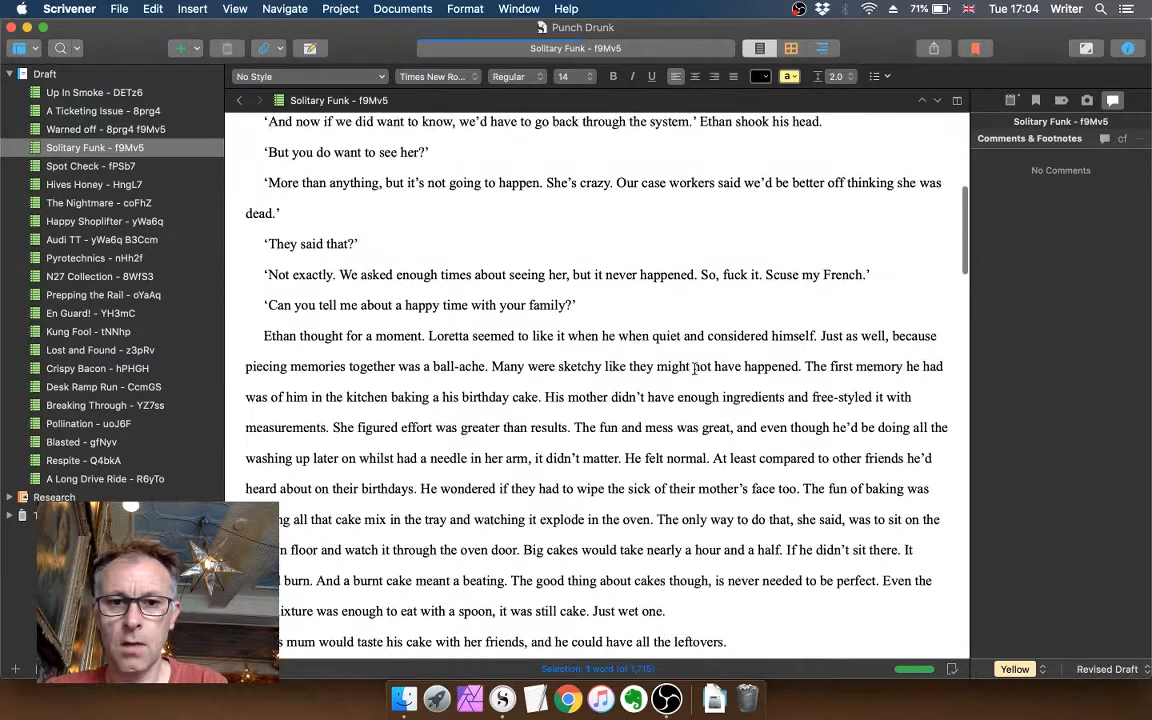 Scrivener File Edit Insert View Navigate Project Documents Format Window Help 71% Tue 17:04 Writer
Punch Drunk
Solitary Funk - f9Mv5
No Style Times New Ro... Regular 14 B I U a 2.0
Draft
Up In Smoke - DETz6
A Ticketing Issue - 8prg4
Warned off - 8prg4 f9Mv5
Solitary Funk - f9Mv5
Spot Check - fPSb7
Hives Honey - HngL7
The Nightmare - coFhZ
Happy Shoplifter - yWa6q
Audi TT - yWa6q B3Ccm
Pyrotechnics - nHh2f
N27 Collection - 8WfS3
Prepping the Rail - oYaAq
En Guard! - YH3mC
Kung Fool - tNNhp
Lost and Found - z3pRv
Crispy Bacon - hPHGH
Desk Ramp Run - CcmGS
Breaking Through - YZ7ss
Pollination - uoJ6F
Blasted - gfNyv
Respite - Q4bkA
A Long Drive Ride - R6yTo
Research
T
Solitary Funk - f9Mv5
‘And now if we did want to know, we’d have to go back through the system.’ Ethan shook his head.
‘But you do want to see her?’
‘More than anything, but it’s not going to happen. She’s crazy. Our case workers said we’d be better off thinking she was
dead.’
‘They said that?’
‘Not exactly. We asked enough times about seeing her, but it never happened. So, fuck it. Scuse my French.’
‘Can you tell me about a happy time with your family?’
Ethan thought for a moment. Loretta seemed to like it when he when quiet and considered himself. Just as well, because
piecing memories together was a ball-ache. Many were sketchy like they might not have happened. The first memory he had
was of him in the kitchen baking a his birthday cake. His mother didn’t have enough ingredients and free-styled it with
measurements. She figured effort was greater than results. The fun and mess was great, and even though he’d be doing all the
washing up later on whilst had a needle in her arm, it didn’t matter. He felt normal. At least compared to other friends he’d
heard about on their birthdays. He wondered if they had to wipe the sick of their mother’s face too. The fun of baking was
ng all that cake mix in the tray and watching it explode in the oven. The only way to do that, she said, was to sit on the
n floor and watch it through the oven door. Big cakes would take nearly a hour and a half. If he didn’t sit there. It
burn. And a burnt cake meant a beating. The good thing about cakes though, is never needed to be perfect. Even the
ixture was enough to eat with a spoon, it was still cake. Just wet one.
s mum would taste his cake with her friends, and he could have all the leftovers.
Selection: 1 word (of 1,715)
Solitary Funk - f9Mv5
Comments & Footnotes cf
No Comments
Yellow Revised Draft